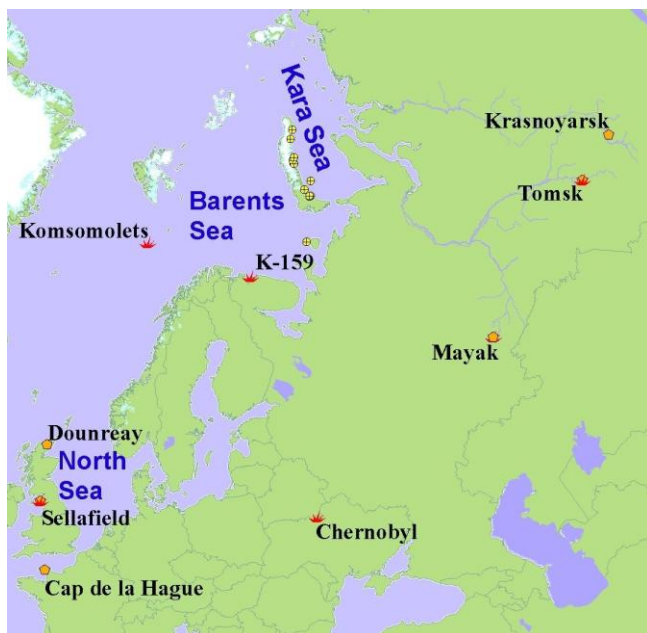 Kara Sea
Krasnoyarsk
Tomsk
Barents
Sea
Komsomolets
K-159
Mayak
Dounreay
North
Sea
Sellafield
Chernobyl
Cap de la Hague